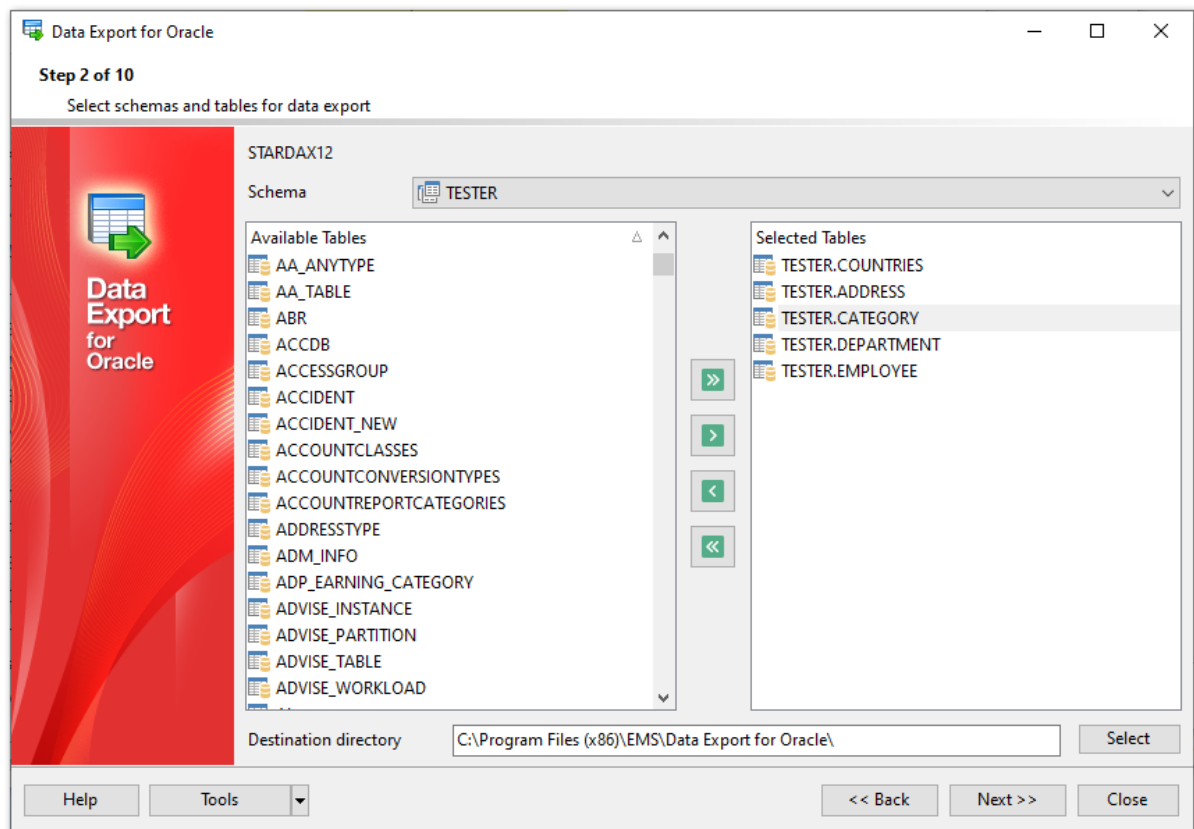 Data Export for Oracle
Step 2 of 10
Select schemas and tables for data export
Data
Export
for
Oracle
STARDAX12
Schema
TESTER
Available Tables
AA_ANYTYPE
AA_TABLE
ABR
ACCDB
ACCESSGROUP
ACCIDENT
ACCIDENT_NEW
ACCOUNTCLASSES
ACCOUNTCONVERSIONTYPES
ACCOUNTREPORTCATEGORIES
ADDRESSTYPE
ADM_INFO
ADP_EARNING_CATEGORY
ADVISE_INSTANCE
ADVISE_PARTITION
ADVISE_TABLE
ADVISE_WORKLOAD
Selected Tables
TESTER.COUNTRIES
TESTER.ADDRESS
TESTER.CATEGORY
TESTER.DEPARTMENT
TESTER.EMPLOYEE
Destination directory
C:\Program Files (x86)\EMS\Data Export for Oracle\
Select
Help
Tools
<< Back
Next >>
Close